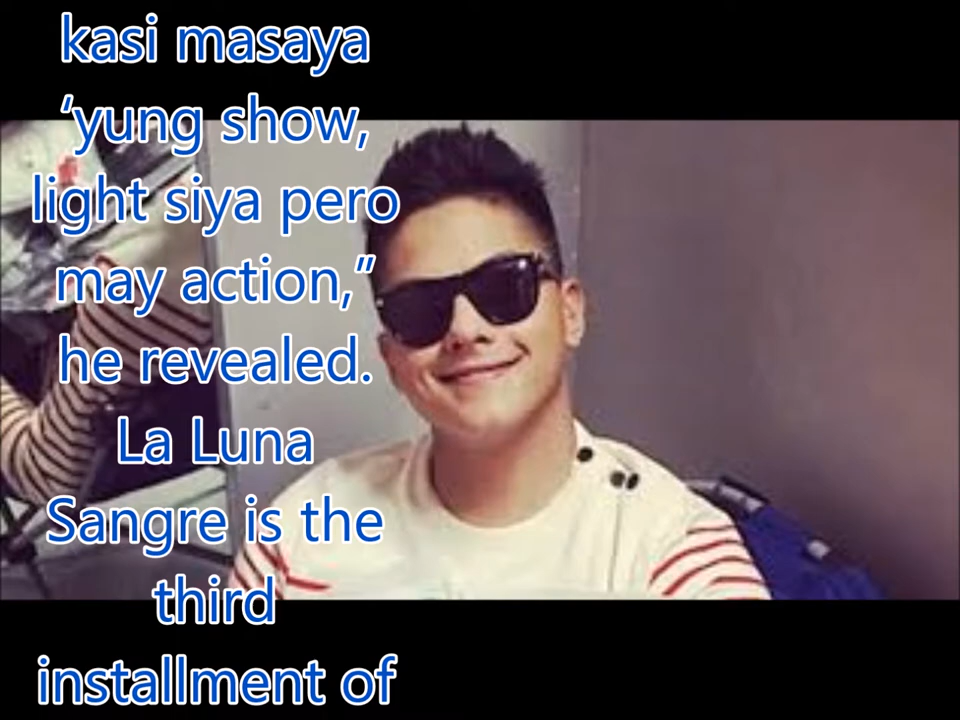 kasi masaya
‘yung show,
light siya pero
may action,”
he revealed.
La Luna
Sangre is the
third
installment of